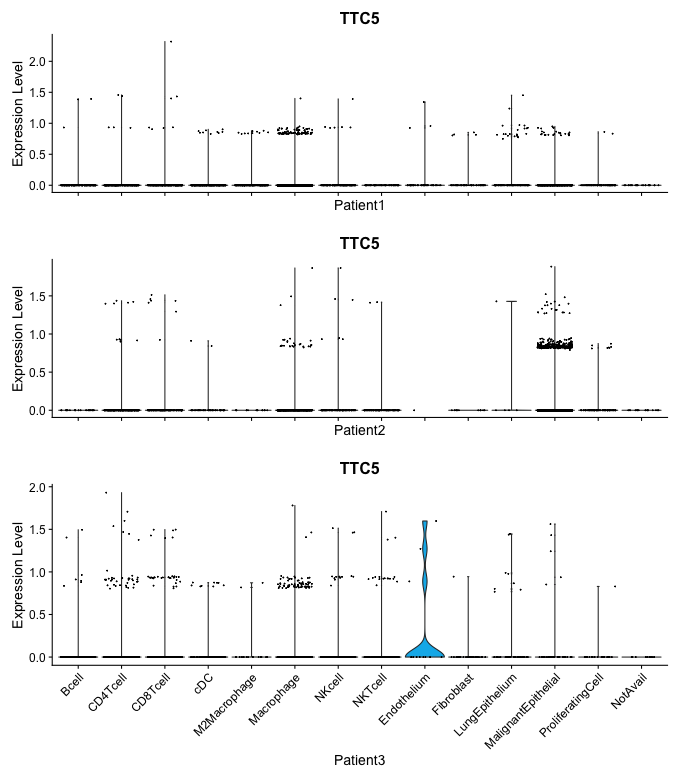 TTC5
Expression Level
2.0
1.5
1.0
0.5
0.0
Patient1
TTC5
Expression Level
1.5
1.0
0.5
0.0
Patient2
TTC5
Expression Level
2.0
1.5
1.0
0.5
0.0
Bcell
CD4Tcell
CD8Tcell
cDC
M2Macrophage
Macrophage
NKcell
NKTcell
Endothelium
Fibroblast
LungEpithelium
MalignantEpithelial
ProliferatingCell
NotAvail
Patient3